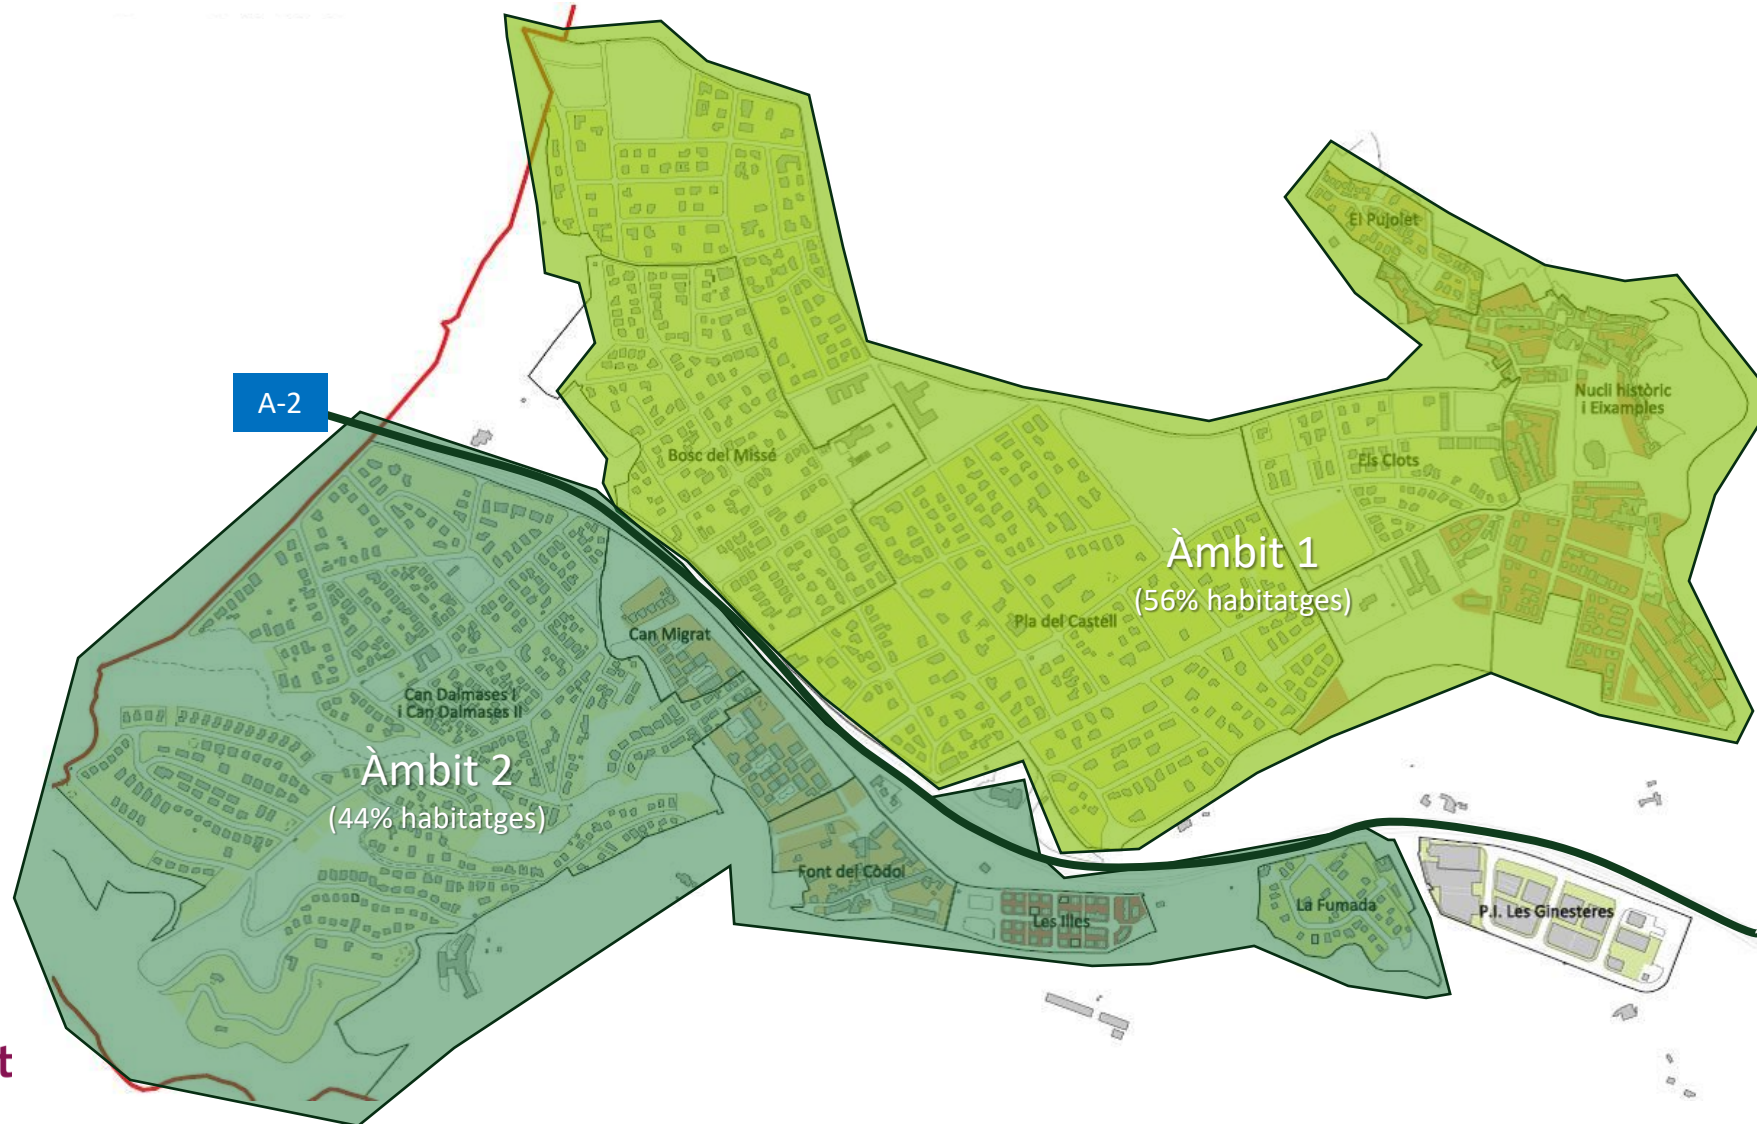 El Pujolet
Nucli històric
i Eixamples
A-2
Bosc del Missé
Els Clots
Àmbit 1
(56% habitatges)
Pla del Castell
Can Migrat
Can Dalmases I
i Can Dalmases II
Àmbit 2
(44% habitatges)
Font del Còdol
Les Illes
La Fumada
P.I. Les Ginesteres
t